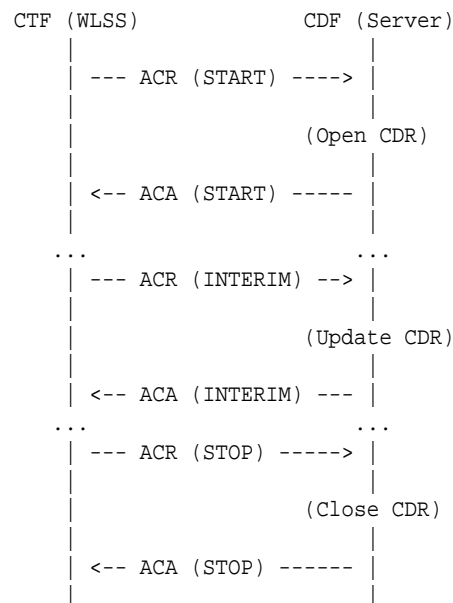 CTF (WLSS) CDF (Server)
| |
| --- ACR (START) ----> |
| |
| (Open CDR)
| |
| <-- ACA (START) ----- |
| |
... ...
| --- ACR (INTERIM) --> |
| |
| (Update CDR)
| |
| <-- ACA (INTERIM) --- |
... ...
| --- ACR (STOP) -----> |
| |
| (Close CDR)
| |
| <-- ACA (STOP) ------ |
| |